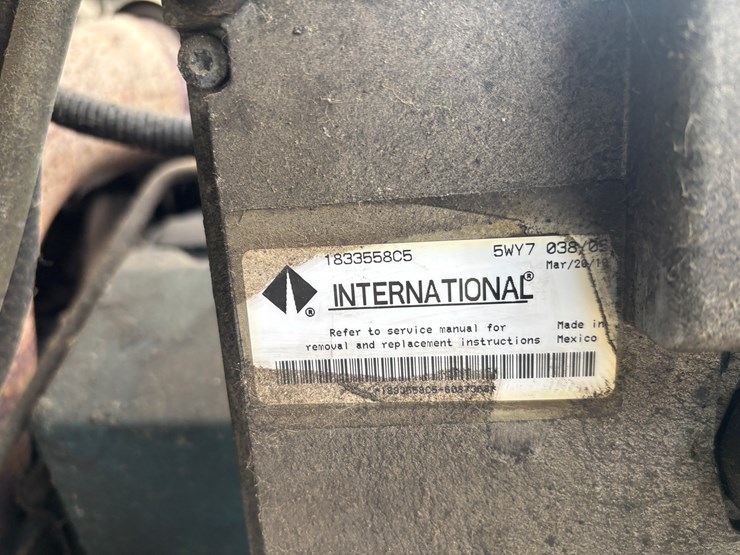 1833558C5 5WY7 038/05
Mar/20/
® INTERNATIONAL®
Refer to service manual for Made in
removal and replacement instructions Mexico